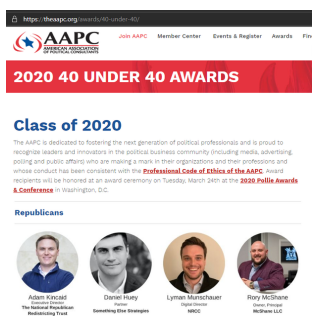 https://theaapc.org/awards/40-under-40/
AAPC
AMERICAN ASSOCIATION
OF POLITICAL CONSULTANTS
Join AAPC Member Center Events & Register Awards Fin
2020 40 UNDER 40 AWARDS
Class of 2020
The AAPC is dedicated to fostering the next generation of political professionals and is proud to
recognize leaders and innovators in the political business community (including media, advertising,
polling and public affairs) who are making a mark in their organizations and their professions and
whose conduct has been consistent with the Professional Code of Ethics of the AAPC. Award
recipients will be honored at an award ceremony on Tuesday, March 24th at the 2020 Pollie Awards
& Conference in Washington, D.C.
Republicans
Adam Kincaid Daniel Huey Lyman Munschauer Rory McShane
Executive Director Partner Digital Director Owner, Principal
The National Republican Something Else Strategies NRCC McShane LLC
Redistricting Trust